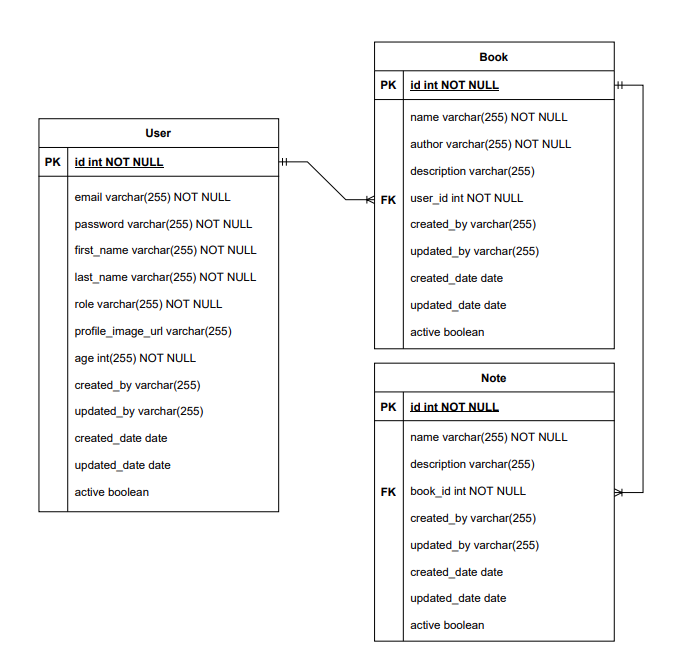 User
PK id int NOT NULL
email varchar(255) NOT NULL
password varchar(255) NOT NULL
first_name varchar(255) NOT NULL
last_name varchar(255) NOT NULL
role varchar(255) NOT NULL
profile_image_url varchar(255)
age int(255) NOT NULL
created_by varchar(255)
updated_by varchar(255)
created_date date
updated_date date
active boolean
Book
PK id int NOT NULL
name varchar(255) NOT NULL
author varchar(255) NOT NULL
description varchar(255)
FK user_id int NOT NULL
created_by varchar(255)
updated_by varchar(255)
created_date date
updated_date date
active boolean
Note
PK id int NOT NULL
name varchar(255) NOT NULL
description varchar(255)
FK book_id int NOT NULL
created_by varchar(255)
updated_by varchar(255)
created_date date
updated_date date
active boolean